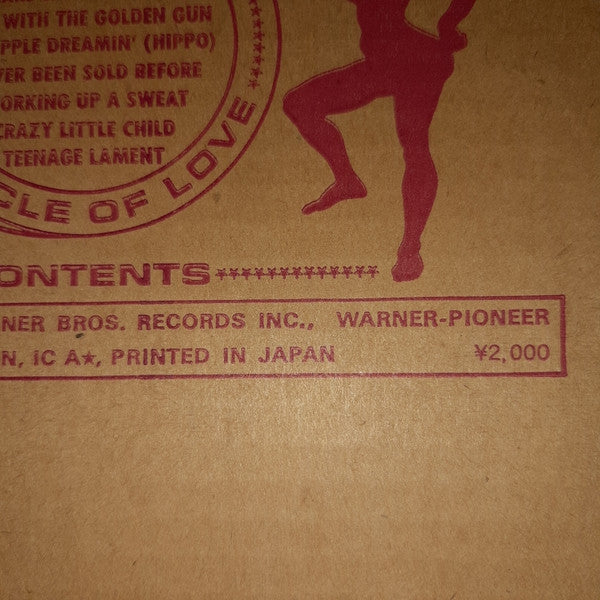 WITH THE GOLDEN GUN
PPLE DREAMIN' (HIPPO)
VER BEEN SOLD BEFORE
ORKING UP A SWEAT
CRAZY LITTLE CHILD
TEENAGE LAMENT
CLE OF LOVE
ONTENTS
NER BROS. RECORDS INC., WARNER-PIONEER
N, IC A★, PRINTED IN JAPAN ¥2,000